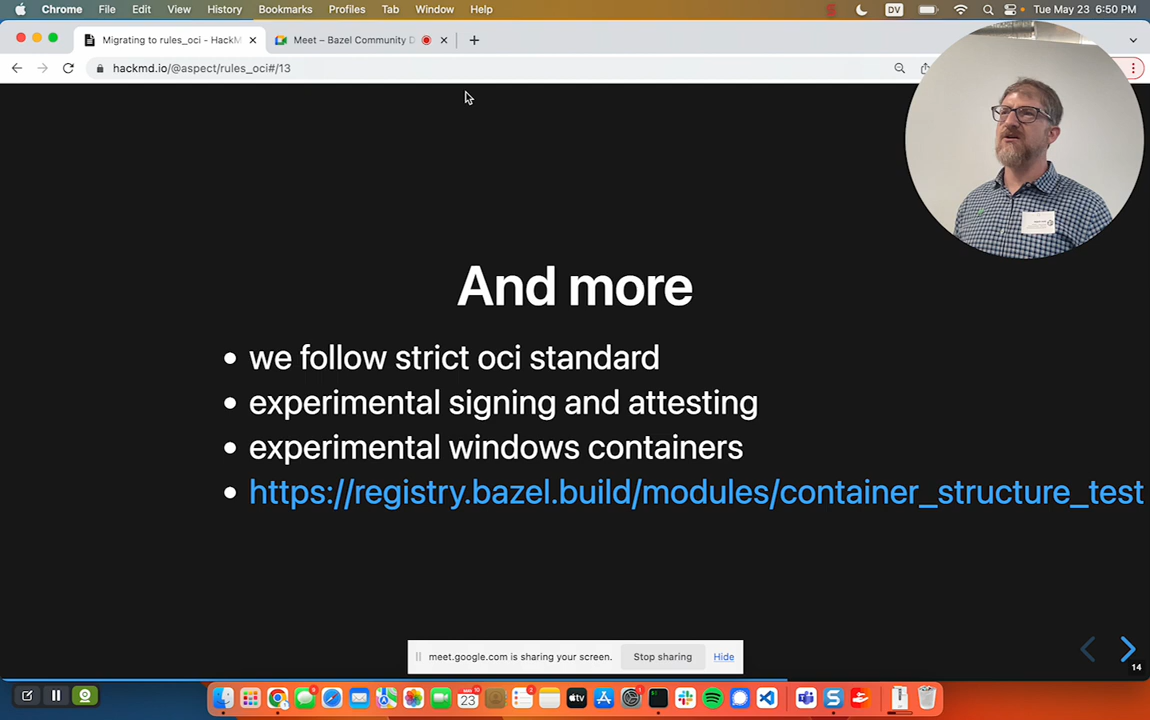 Chrome File Edit View History Bookmarks Profiles Tab Window Help DV Tue May 23 6:50 PM
Migrating to rules_oci - HackM Meet – Bazel Community D
hackmd.io/@aspect/rules_oci#/13
And more
• we follow strict oci standard
• experimental signing and attesting
• experimental windows containers
• https://registry.bazel.build/modules/container_structure_test
meet.google.com is sharing your screen. Stop sharing Hide
14